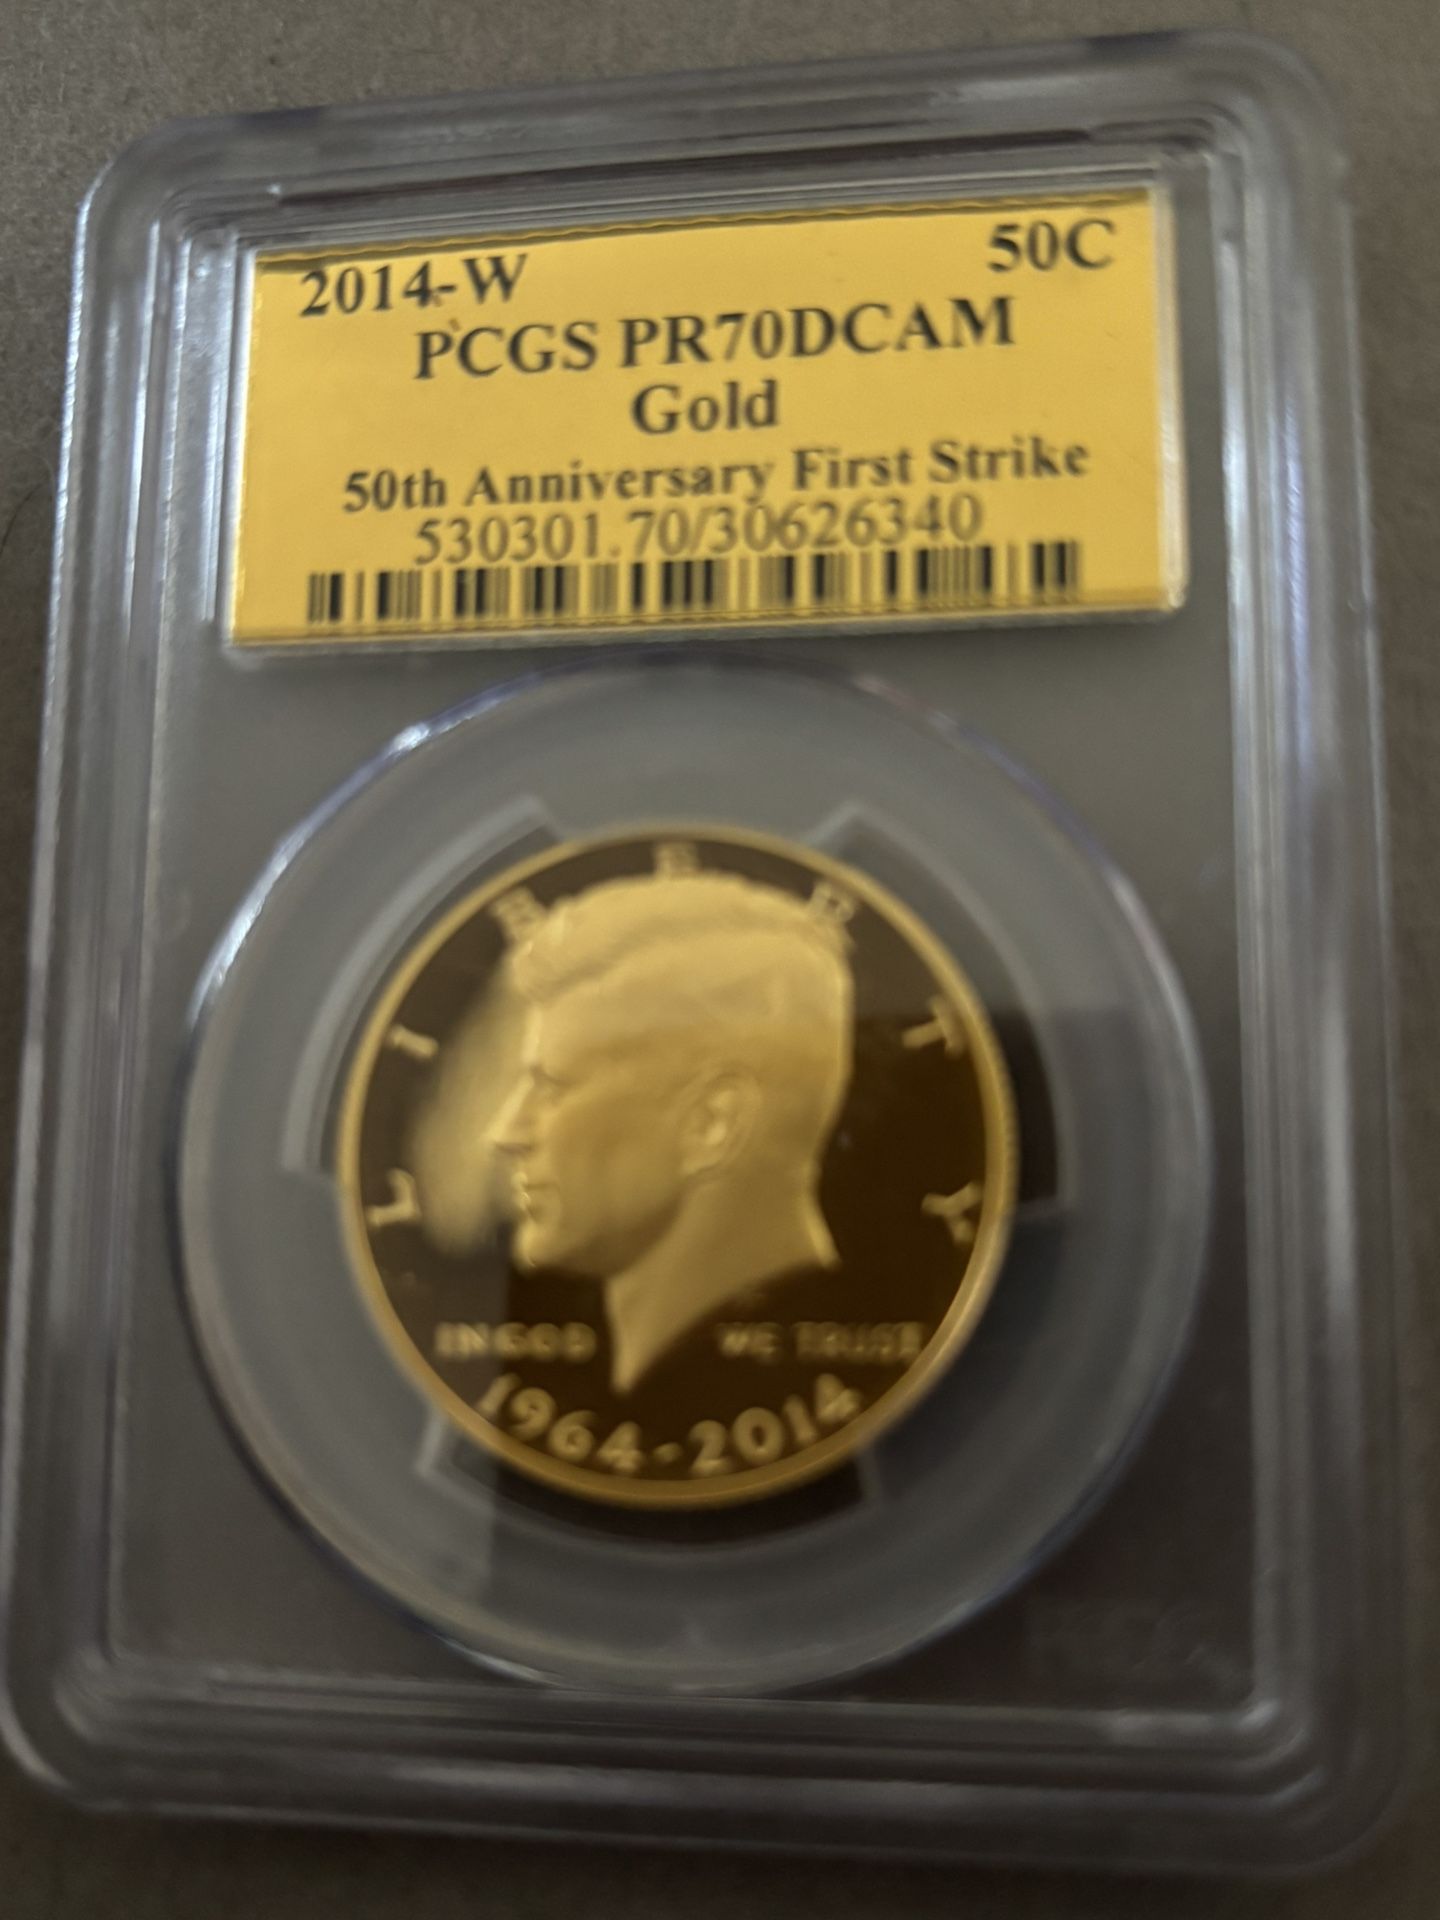 2014-W 50C
PCGS PR70DCAM
Gold
50th Anniversary First Strike
530301.70/30626340
LIBERTY
IN GOD WE TRUST
1964-2014